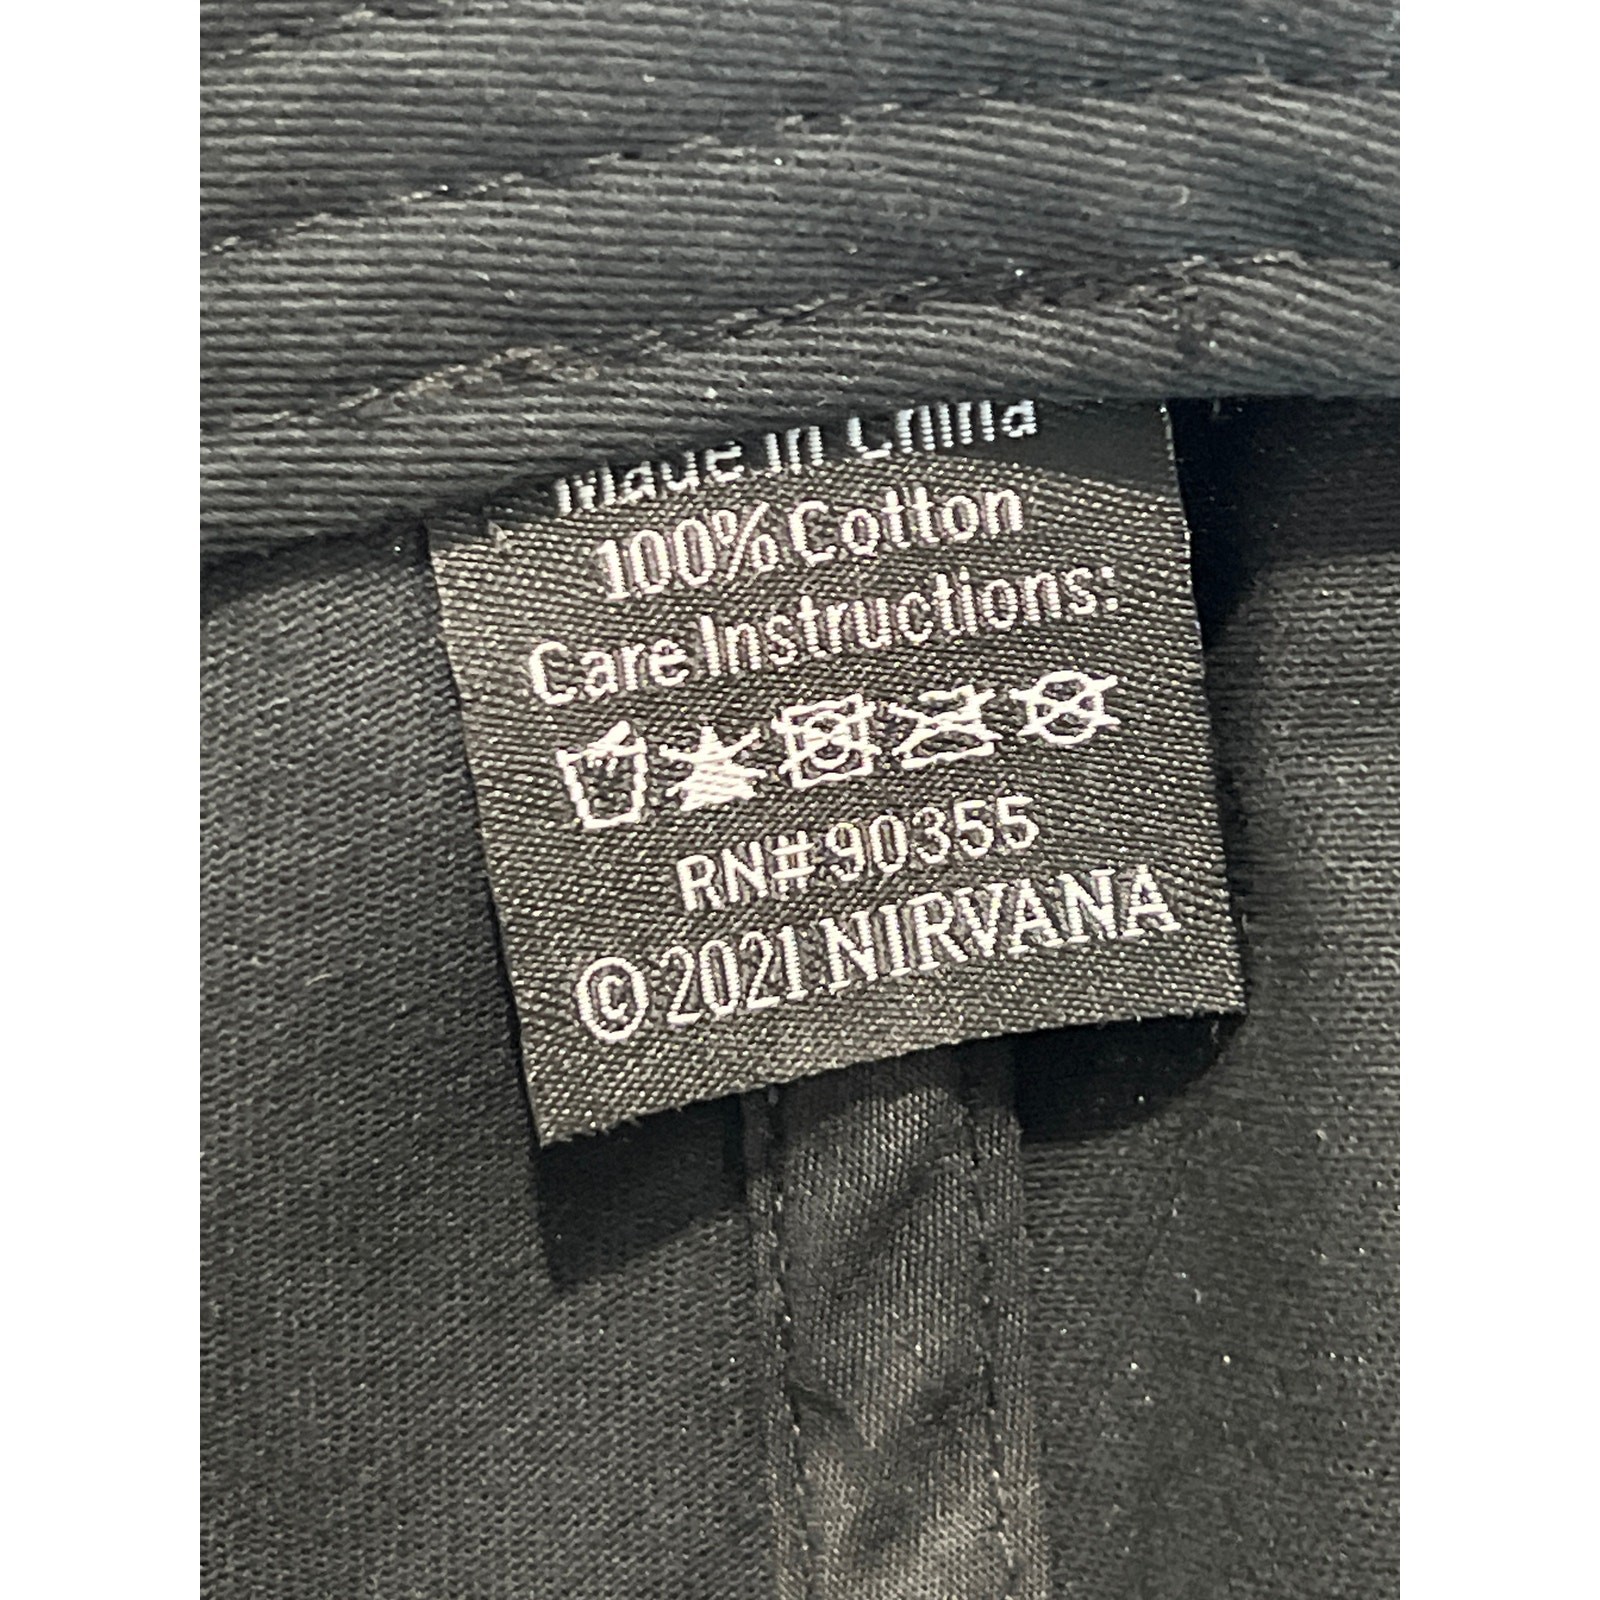 Made in China
100% Cotton
Care Instructions:
RN# 90355
© 2021 NIRVANA